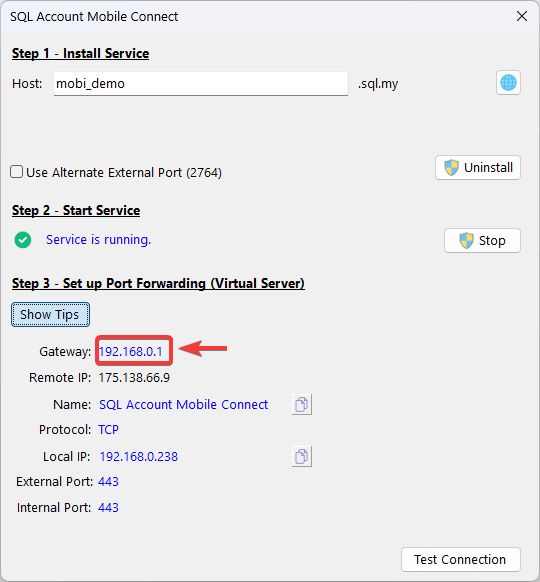 SQL Account Mobile Connect
Step 1 - Install Service
Host: mobi_demo .sql.my
Use Alternate External Port (2764) Uninstall
Step 2 - Start Service
Service is running. Stop
Step 3 - Set up Port Forwarding (Virtual Server)
Show Tips
Gateway: 192.168.0.1
Remote IP: 175.138.66.9
Name: SQL Account Mobile Connect
Protocol: TCP
Local IP: 192.168.0.238
External Port: 443
Internal Port: 443
Test Connection